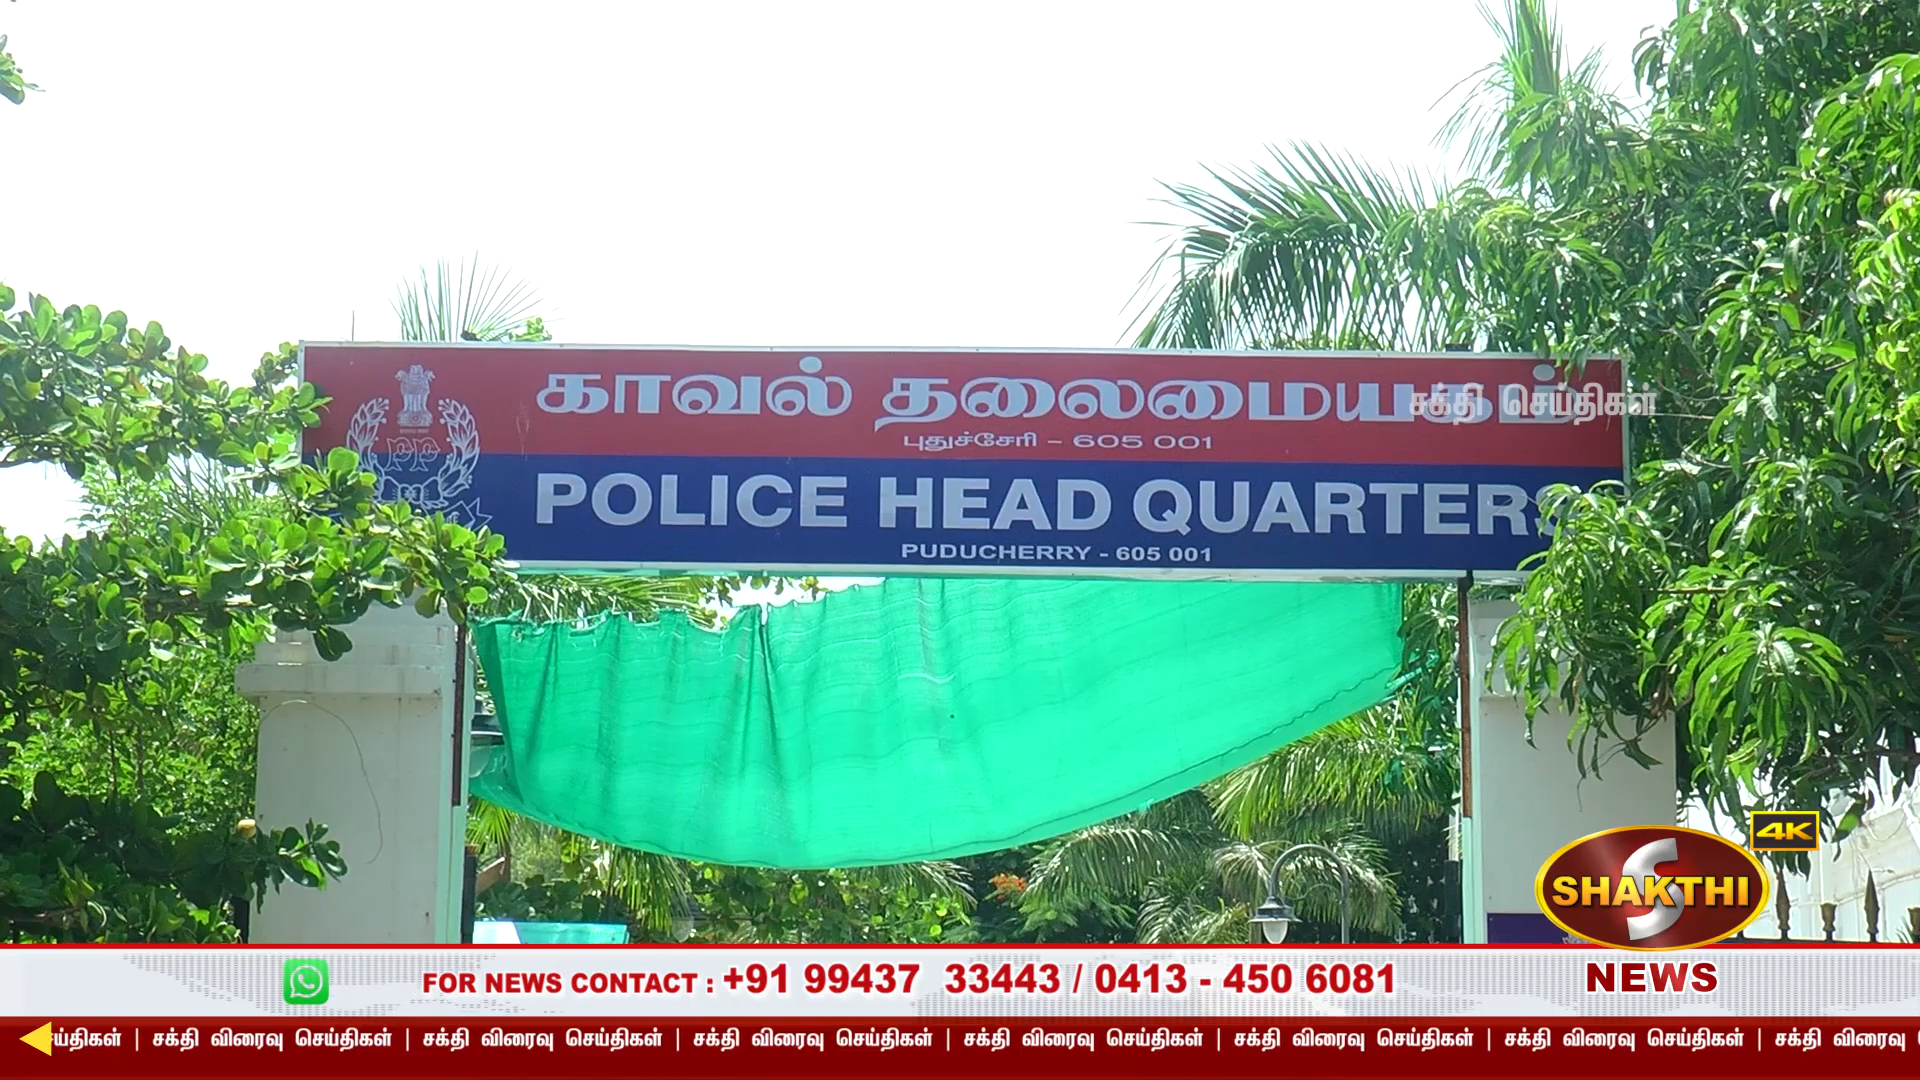 காவல் தலைமையகம்
சக்தி செய்திகள்
புதுச்சேரி - 605 001
PP
POLICE HEAD QUARTERS
PUDUCHERRY - 605 001
4K
S
SHAKTHI
NEWS
FOR NEWS CONTACT : +91 99437 33443 / 0413 - 450 6081
ய்திகள் | சக்தி விரைவு செய்திகள் | சக்தி விரைவு செய்திகள் | சக்தி விரைவு செய்திகள் | சக்தி விரைவு செய்திகள் | சக்தி விரைவு செய்திகள் | சக்தி விரைவு செய்திகள் | சக்தி விரைவு